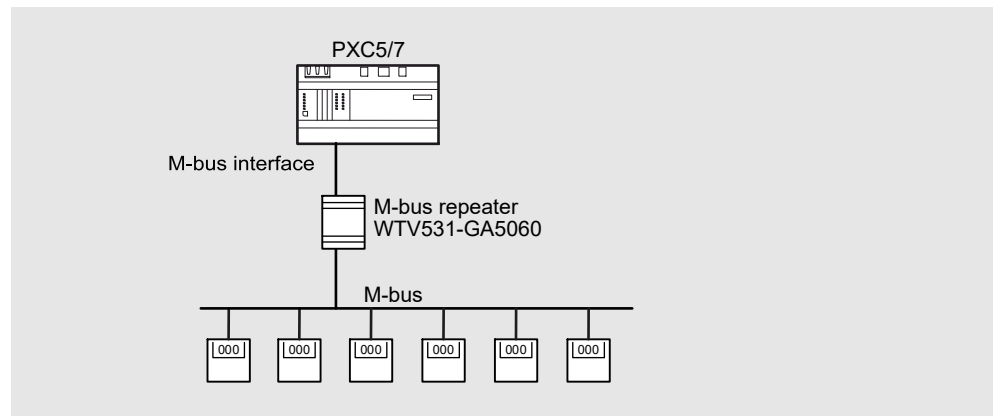 PXC5/7
M-bus interface
M-bus repeater
WTV531-GA5060
M-bus
000 000 000 000 000 000